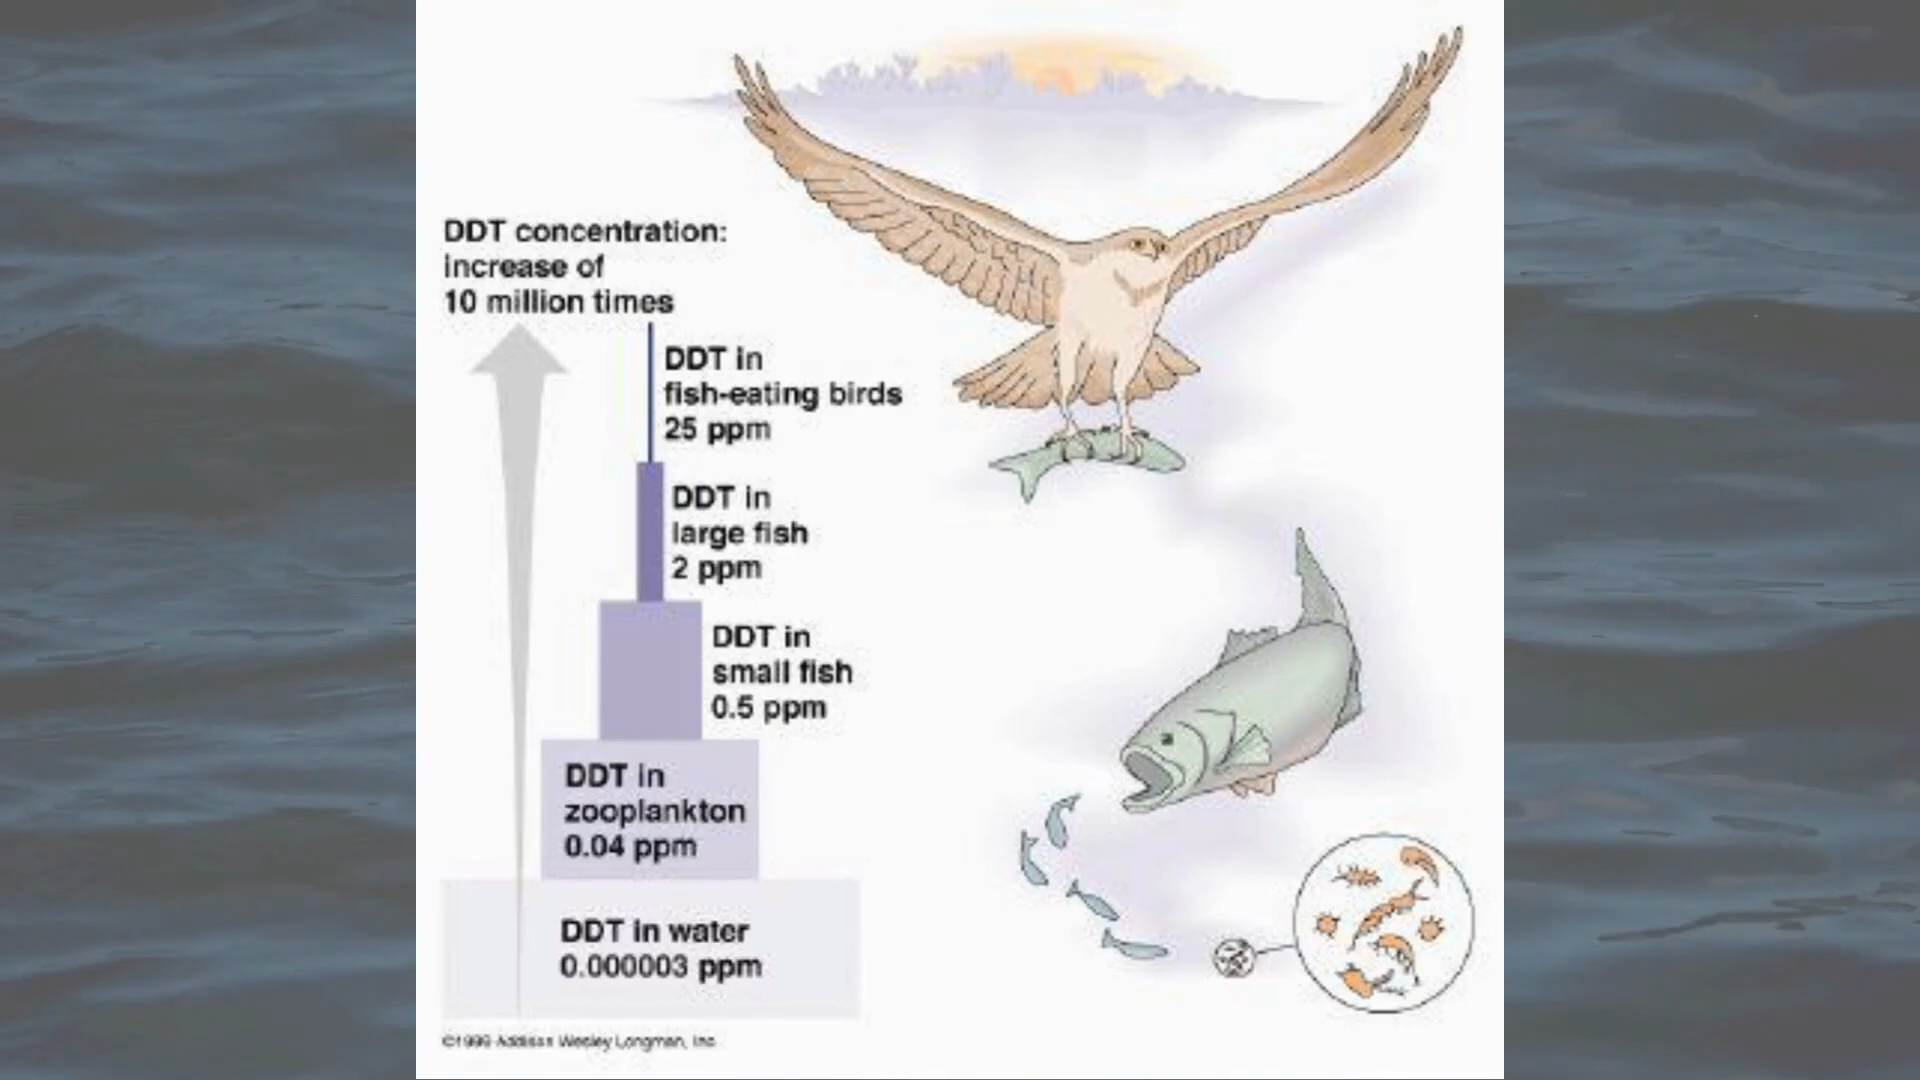 DDT concentration:
increase of
10 million times
DDT in
fish-eating birds
25 ppm
DDT in
large fish
2 ppm
DDT in
small fish
0.5 ppm
DDT in
zooplankton
0.04 ppm
DDT in water
0.000003 ppm
©1999 Addison Wesley Longman, Inc.